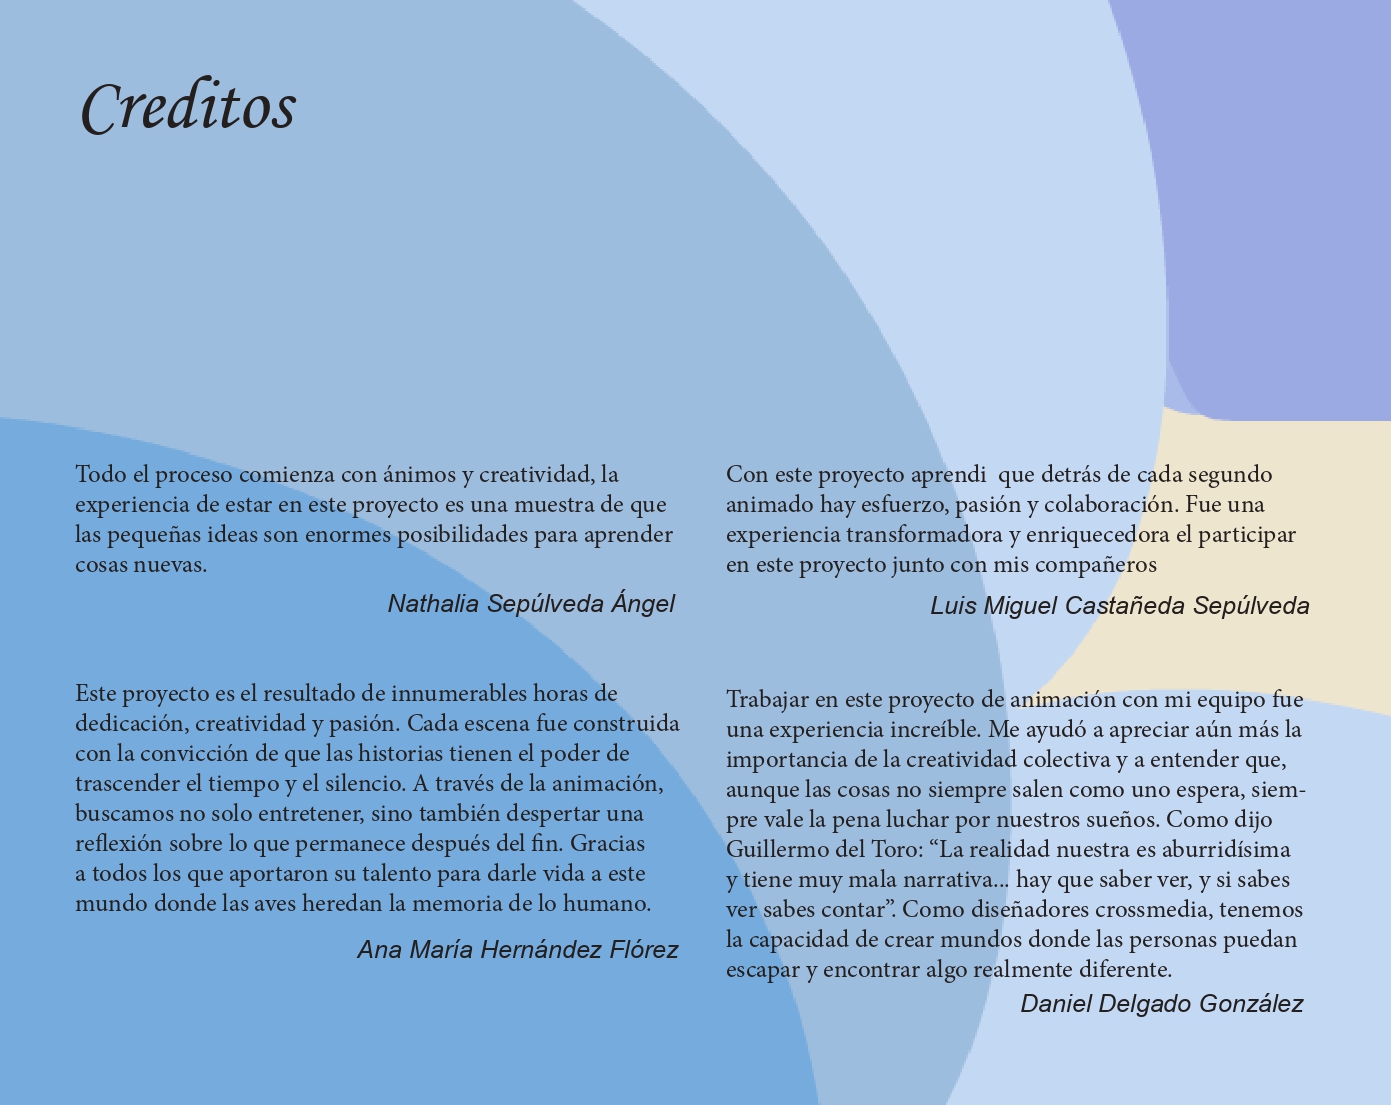 Creditos
Todo el proceso comienza con ánimos y creatividad, la
experiencia de estar en este proyecto es una muestra de que
las pequeñas ideas son enormes posibilidades para aprender
cosas nuevas.
Nathalia Sepúlveda Ángel
Este proyecto es el resultado de innumerables horas de
dedicación, creatividad y pasión. Cada escena fue construida
con la convicción de que las historias tienen el poder de
trascender el tiempo y el silencio. A través de la animación,
buscamos no solo entretener, sino también despertar una
reflexión sobre lo que permanece después del fin. Gracias
a todos los que aportaron su talento para darle vida a este
mundo donde las aves heredan la memoria de lo humano.
Ana María Hernández Flórez
Con este proyecto aprendi  que detrás de cada segundo
animado hay esfuerzo, pasión y colaboración. Fue una
experiencia transformadora y enriquecedora el participar
en este proyecto junto con mis compañeros
Luis Miguel Castañeda Sepúlveda
Trabajar en este proyecto de animación con mi equipo fue
una experiencia increíble. Me ayudó a apreciar aún más la
importancia de la creatividad colectiva y a entender que,
aunque las cosas no siempre salen como uno espera, siem-
pre vale la pena luchar por nuestros sueños. Como dijo
Guillermo del Toro: “La realidad nuestra es aburridísima
y tiene muy mala narrativa... hay que saber ver, y si sabes
ver sabes contar”. Como diseñadores crossmedia, tenemos
la capacidad de crear mundos donde las personas puedan
escapar y encontrar algo realmente diferente.
Daniel Delgado González